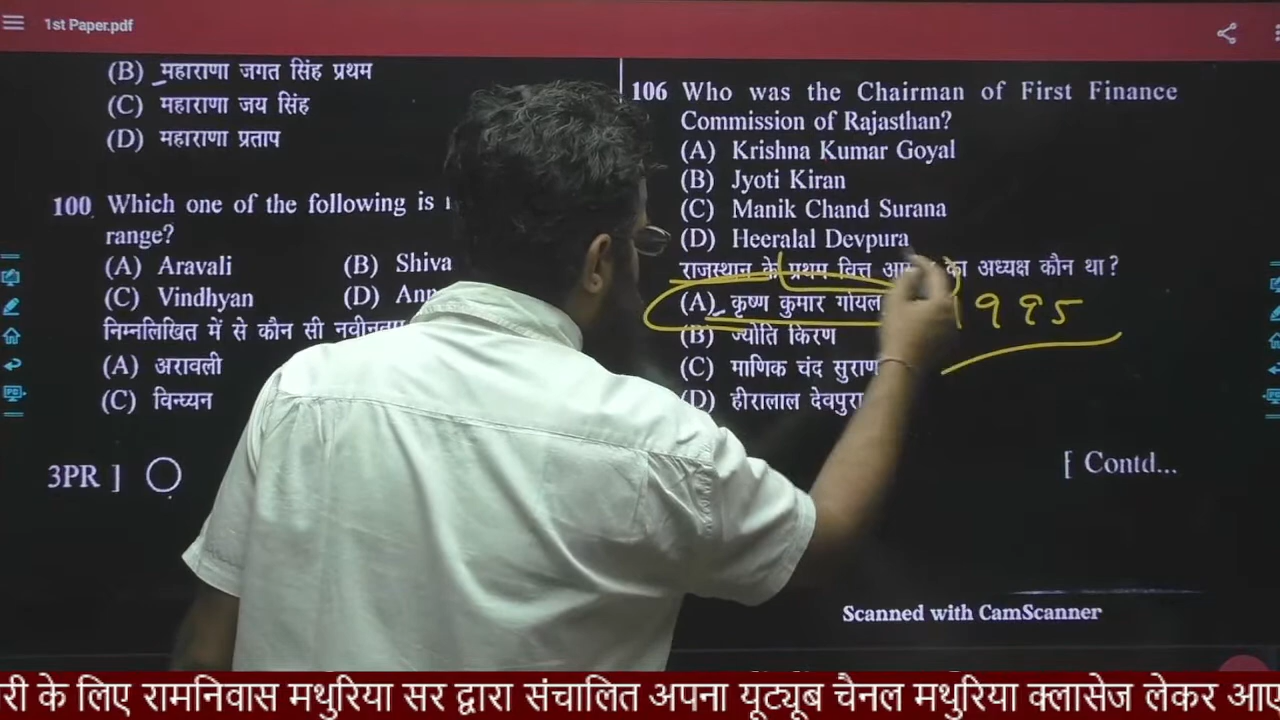 1st Paper.pdf
(B) महाराणा जगत सिंह प्रथम
(C) महाराणा जय सिंह
(D) महाराणा प्रताप
100 Which one of the following is
range?
(A) Aravali (B) Shiva
(C) Vindhyan (D)
निम्नलिखित में से कौन सी
(A) अरावली
(C) विन्ध्यन
3PR ]
106 Who was the Chairman of First Finance
Commission of Rajasthan?
(A) Krishna Kumar Goyal
(B) Jyoti Kiran
(C) Manik Chand Surana
(D) Heeralal Devpura
राजस्थान के प्रथम वित्त का अध्यक्ष कौन था?
(A) कृष्ण कुमार गोयल 1995
(B) ज्योति किरण
(C) माणिक चंद सुराण
(D) हीरालाल देवपुरा
[ Contd...
Scanned with CamScanner
री के लिए रामनिवास मथुरिया सर द्वारा संचालित अपना यूट्यूब चैनल मथुरिया क्लासेज लेकर आए